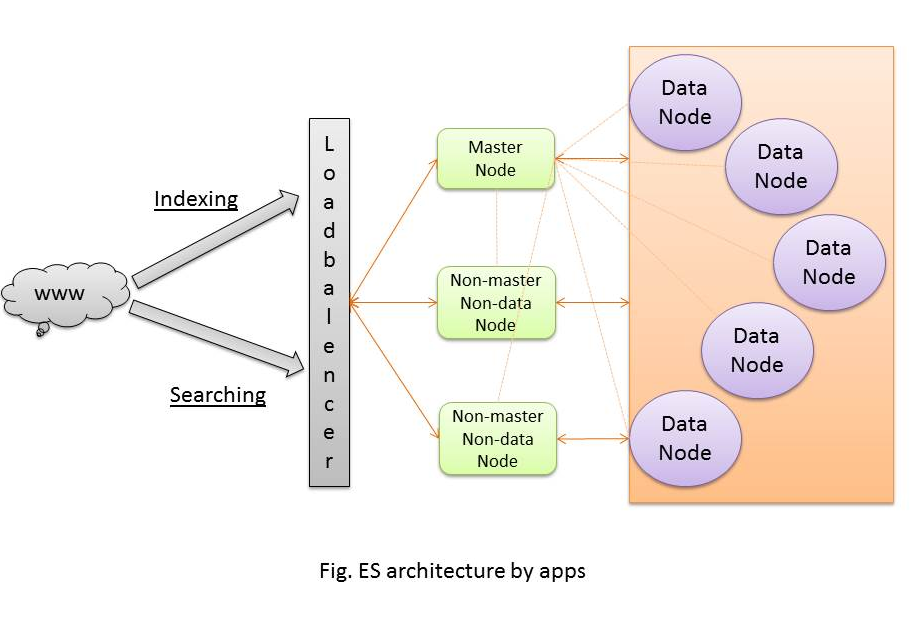 www
Indexing
Searching
Loadbalencer
Master
Node
Non-master
Non-data
Node
Non-master
Non-data
Node
Data
Node
Data
Node
Data
Node
Data
Node
Data
Node
Fig. ES architecture by apps